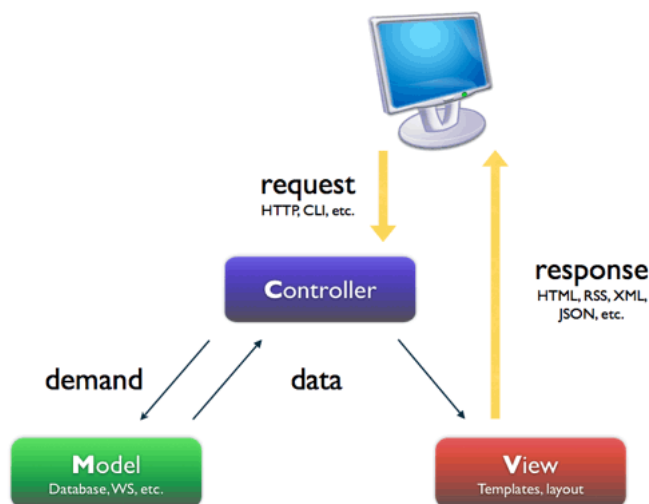 request
HTTP, CLI, etc.
Controller
response
HTML, RSS, XML,
JSON, etc.
demand
data
Model
Database, WS, etc.
View
Templates, layout